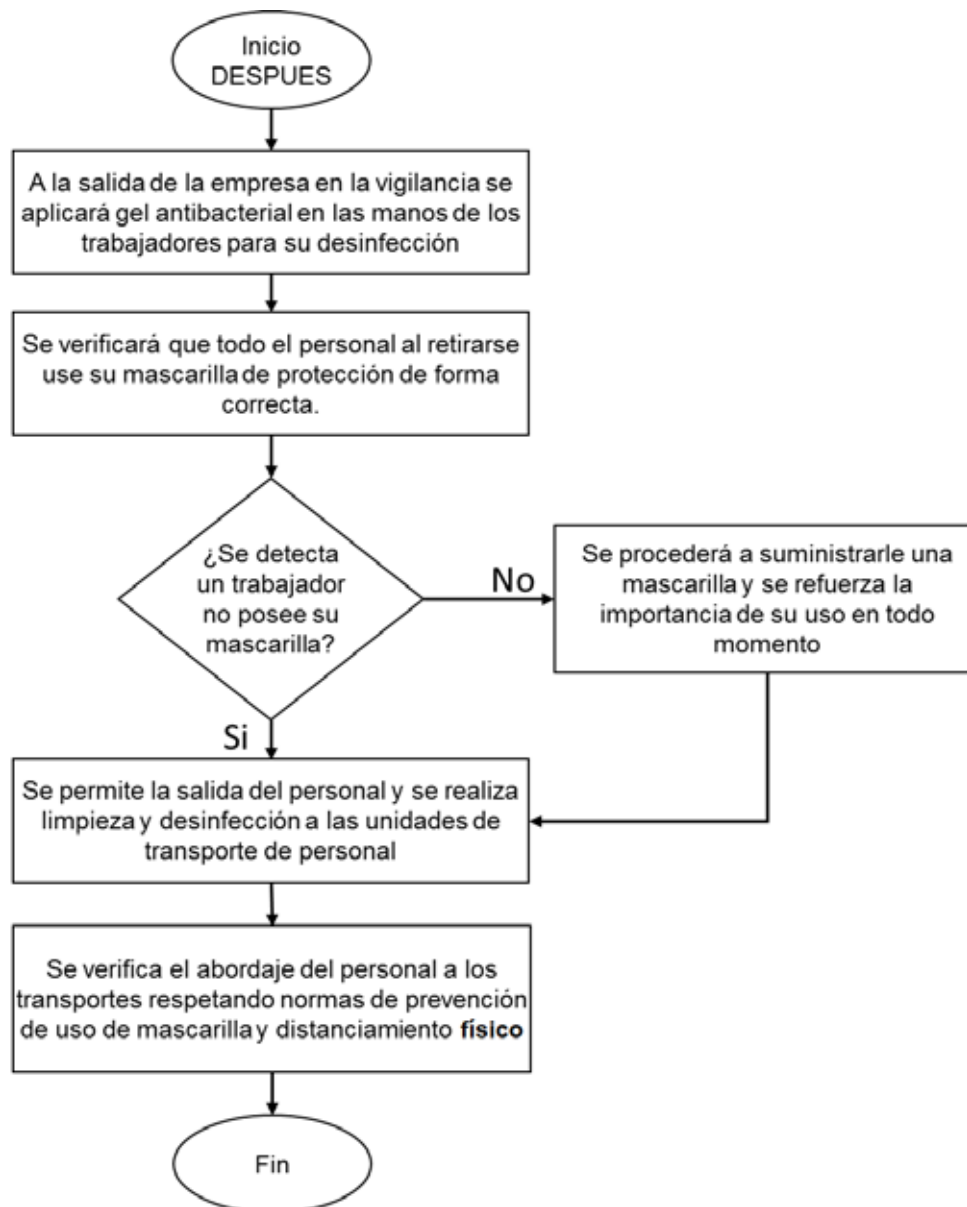 Inicio
DESPUES
A la salida de la empresa en la vigilancia se
aplicará gel antibacterial en las manos de los
trabajadores para su desinfección
Se verificará que todo el personal al retirarse
use su mascarilla de protección de forma
correcta.
¿Se detecta
un trabajador
no posee su
mascarilla?
No
Se procederá a suministrarle una
mascarilla y se refuerza la
importancia de su uso en todo
momento
Si
Se permite la salida del personal y se realiza
limpieza y desinfección a las unidades de
transporte de personal
Se verifica el abordaje del personal a los
transportes respetando normas de prevención
de uso de mascarilla y distanciamiento físico
Fin